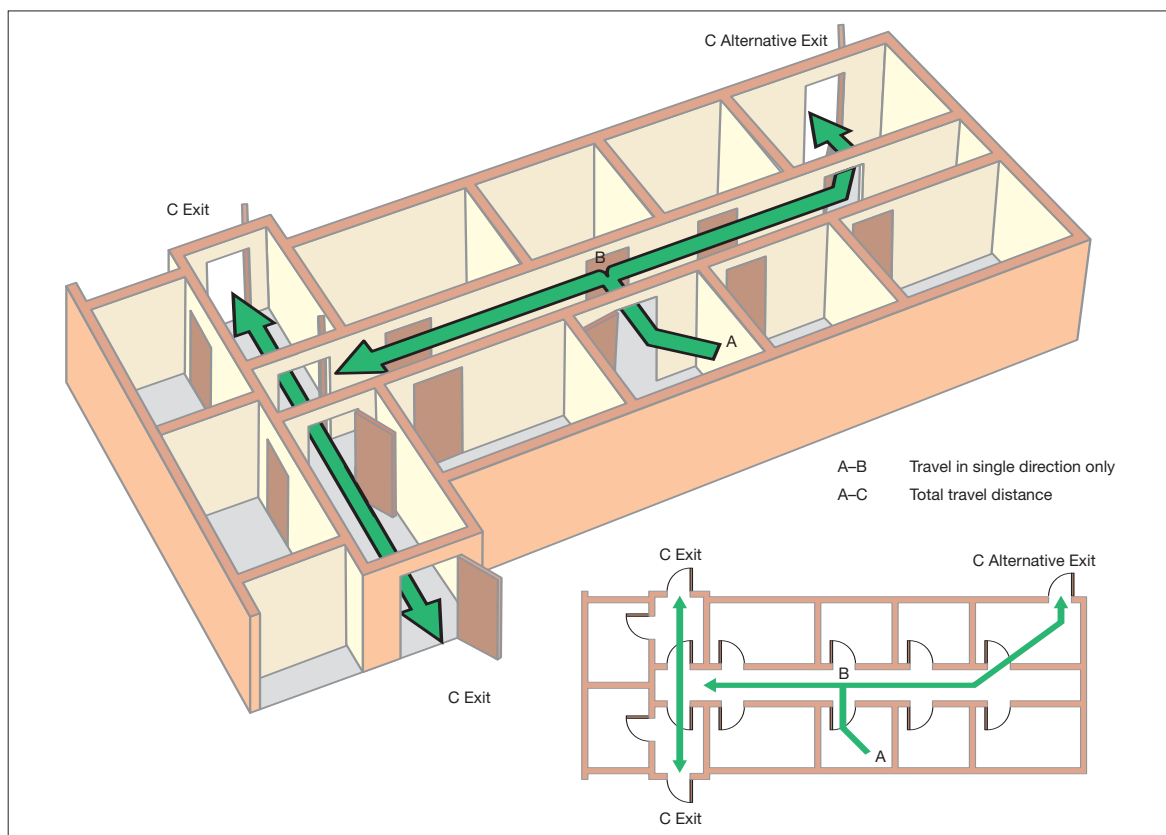 C Alternative Exit
C Exit
B
A
A–B Travel in single direction only
A–C Total travel distance
C Exit
C Exit
C Alternative Exit
B
A
C Exit